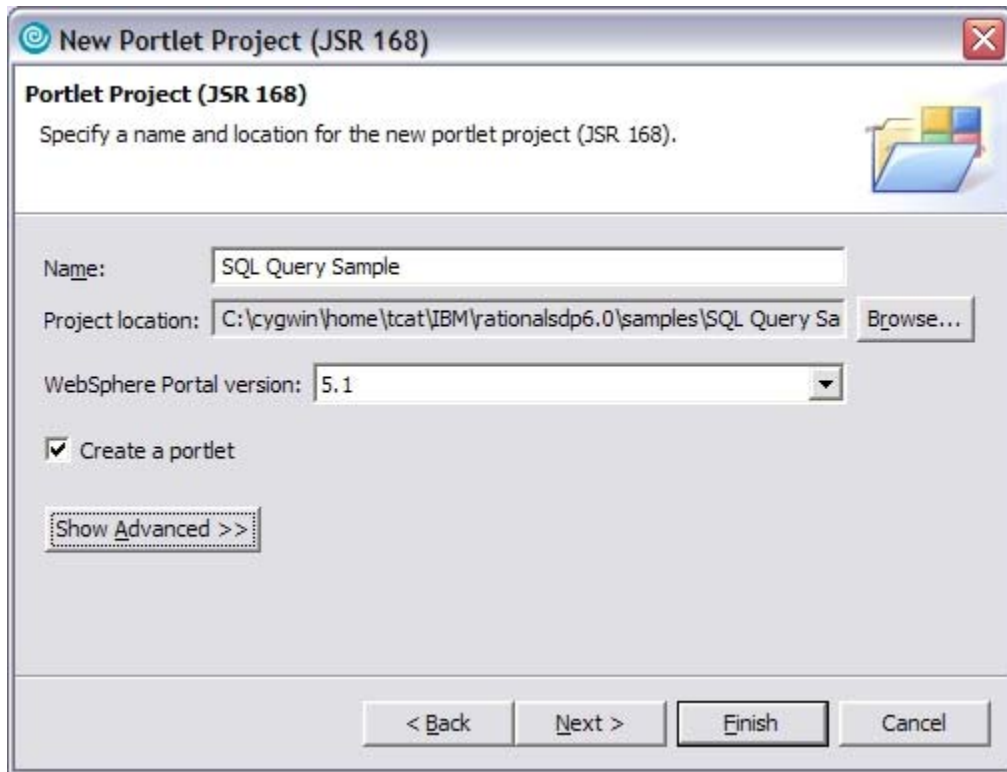 New Portlet Project (JSR 168)
Portlet Project (JSR 168)
Specify a name and location for the new portlet project (JSR 168).
Name: SQL Query Sample
Project location: C:\cygwin\home\tcat\IBM\rationalsdp6.0\samples\SQL Query Sa Browse...
WebSphere Portal version: 5.1
Create a portlet
Show Advanced >>
< Back Next > Finish Cancel